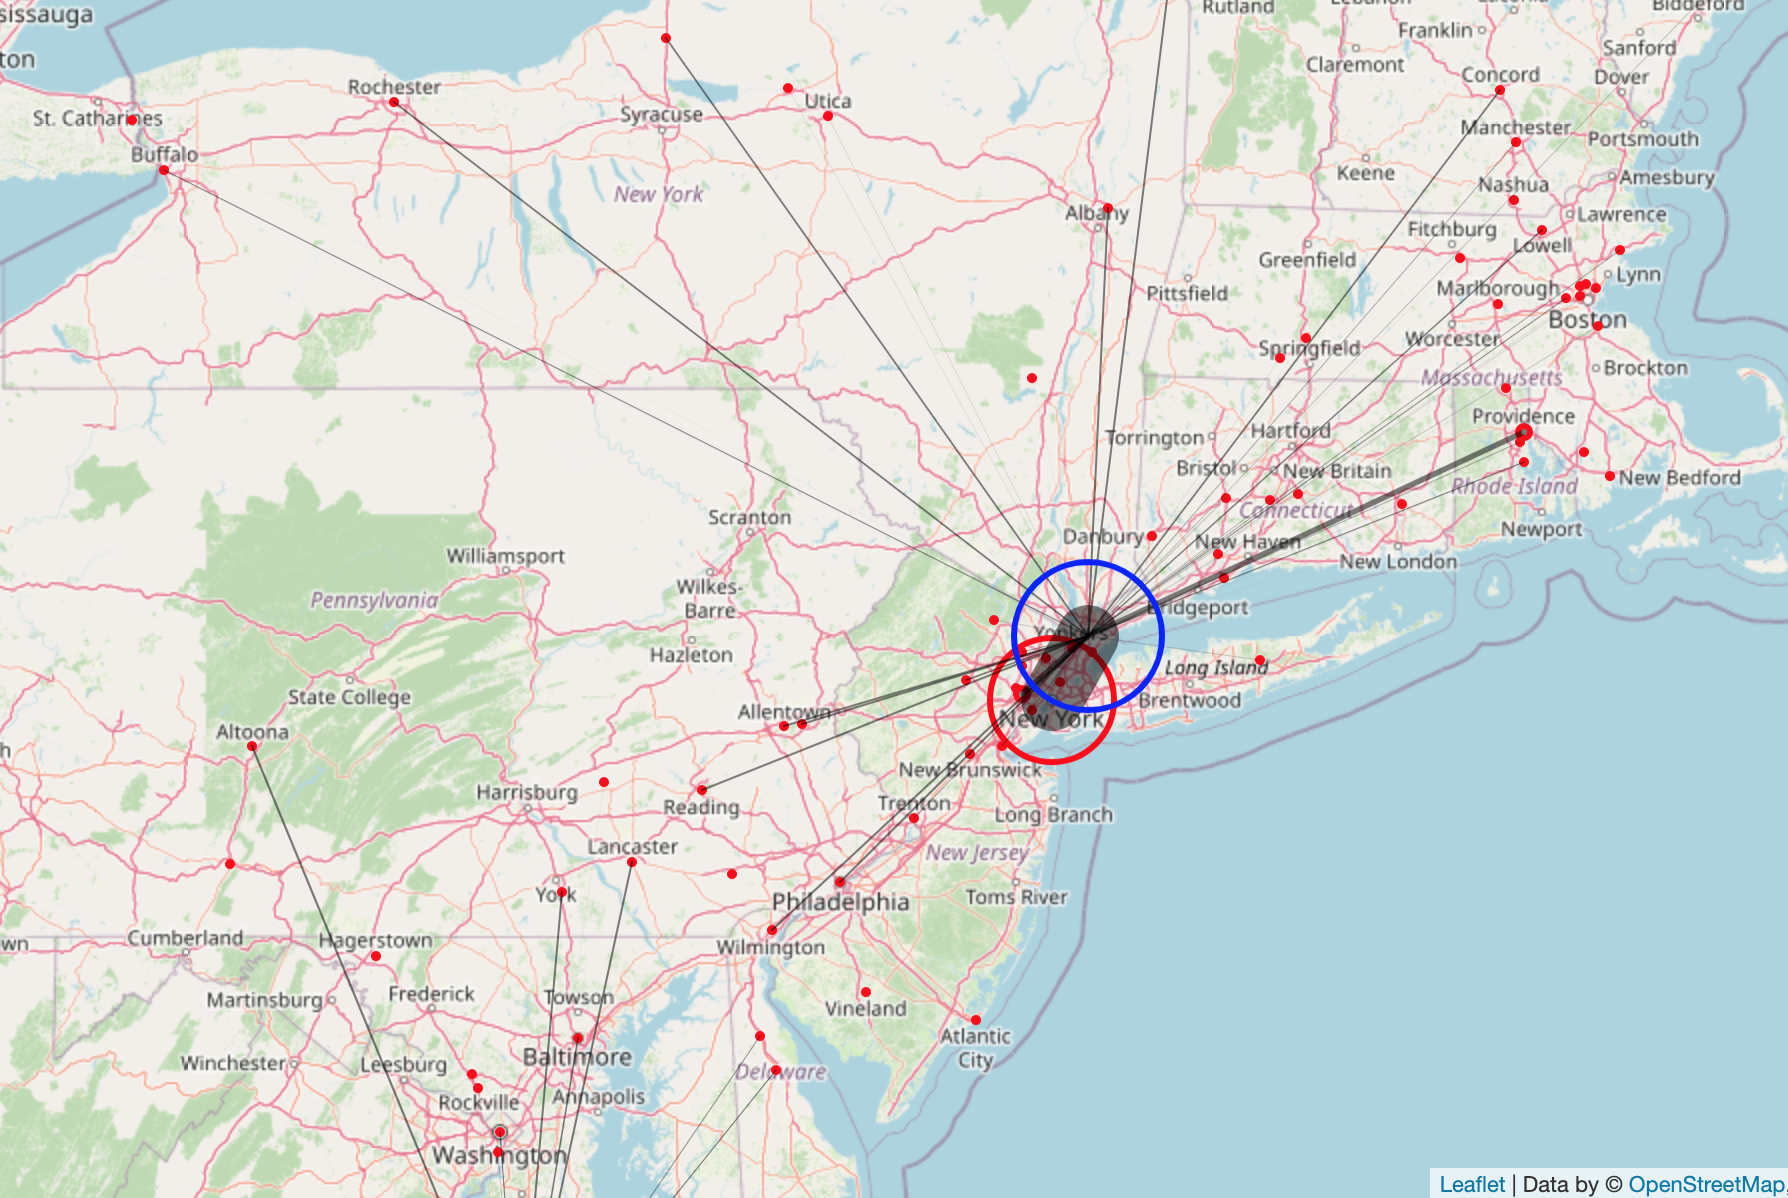 ssissauga
Rutland
Lebanon
Laconia
Biddeford
Franklin
Sanford
ton
Claremont
Concord
Dover
Rochester
Utica
St. Catharines
Syracuse
Manchester
Portsmouth
Buffalo
Keene
Nashua
Amesbury
New York
Albany
Lawrence
Fitchburg
Lowell
Greenfield
Lynn
Pittsfield
Marlborough
Boston
Springfield
Worcester
Brockton
Massachusetts
Providence
Torrington
Hartford
Bristol
New Britain
New Bedford
Rhode Island
Connecticut
Scranton
Newport
Danbury
New Haven
Williamsport
New London
Wilkes-
Barre
Pennsylvania
Bridgeport
Yonkers
Hazleton
Long Island
State College
Brentwood
Allentown
New York
Altoona
h
New Brunswick
Harrisburg
Reading
Trenton
Long Branch
Lancaster
New Jersey
York
Philadelphia
Toms River
wn
Cumberland
Hagerstown
Wilmington
Martinsburg
Frederick
Towson
Vineland
Atlantic
City
Winchester
Leesburg
Baltimore
Delaware
Rockville
Annapolis
Washington
Leaflet | Data by © OpenStreetMap